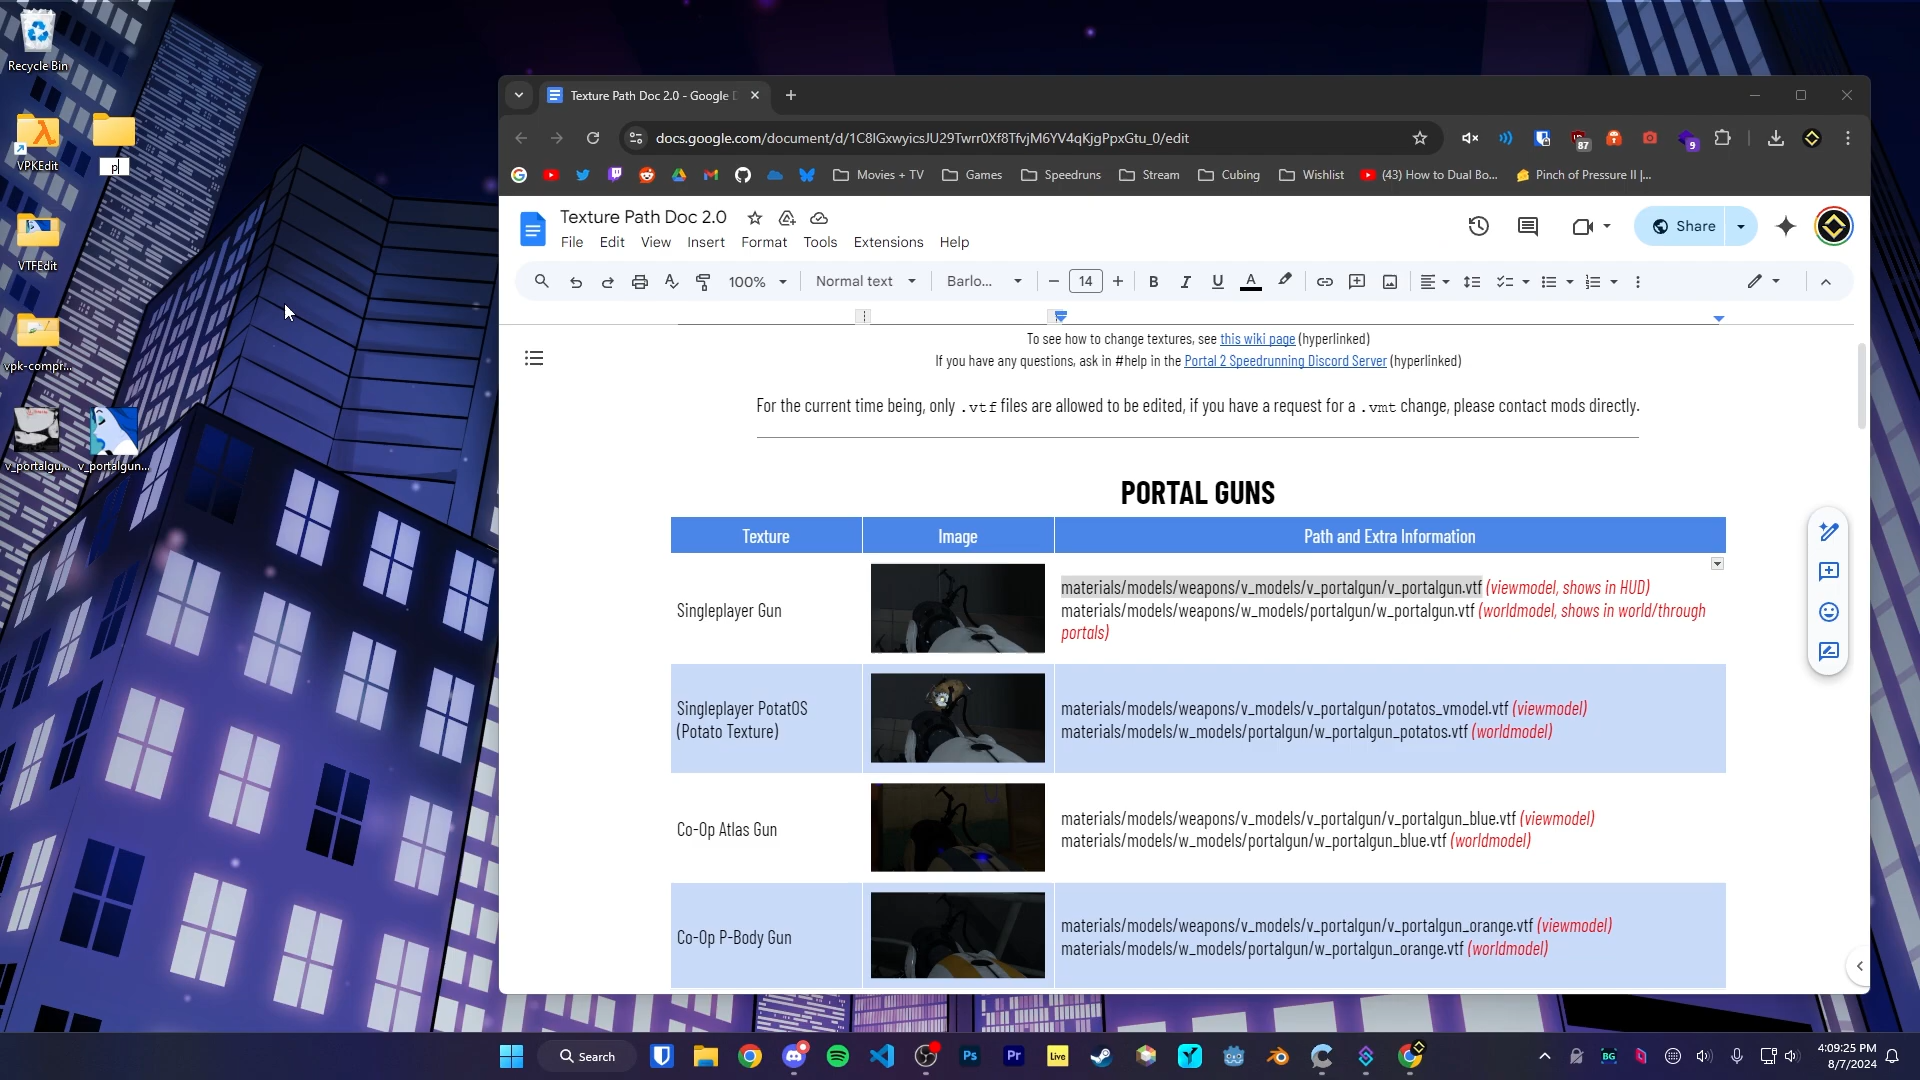 Recycle Bin
VPKEdit
p
VTFEdit
vpk-compr...
v_portalgu...
v_portalgun...
Texture Path Doc 2.0 - Google D
docs.google.com/document/d/1C8lGxwyicsJU29Twrr0Xf8TfvjM6YV4qKjgPpxGtu_0/edit
87
9
Movies + TV
Games
Speedruns
Stream
Cubing
Wishlist
(43) How to Dual Bo...
Pinch of Pressure II |...
Texture Path Doc 2.0
File Edit View Insert Format Tools Extensions Help
Share
100%
Normal text
Barlo...
14
To see how to change textures, see this wiki page (hyperlinked)
If you have any questions, ask in #help in the Portal 2 Speedrunning Discord Server (hyperlinked)
For the current time being, only .vtf files are allowed to be edited, if you have a request for a .vmt change, please contact mods directly.
PORTAL GUNS
Texture Image Path and Extra Information
Singleplayer Gun
materials/models/weapons/v_models/v_portalgun/v_portalgun.vtf (viewmodel, shows in HUD)
materials/models/weapons/w_models/portalgun/w_portalgun.vtf (worldmodel, shows in world/through
portals)
Singleplayer PotatOS
(Potato Texture)
materials/models/weapons/v_models/v_portalgun/potatos_vmodel.vtf (viewmodel)
materials/models/w_models/portalgun/w_portalgun_potatos.vtf (worldmodel)
Co-Op Atlas Gun
materials/models/weapons/v_models/v_portalgun/v_portalgun_blue.vtf (viewmodel)
materials/models/w_models/portalgun/w_portalgun_blue.vtf (worldmodel)
Co-Op P-Body Gun
materials/models/weapons/v_models/v_portalgun/v_portalgun_orange.vtf (viewmodel)
materials/models/w_models/portalgun/w_portalgun_orange.vtf (worldmodel)
Search
Ps
Pr
Live
BG
4:09:25 PM
8/7/2024